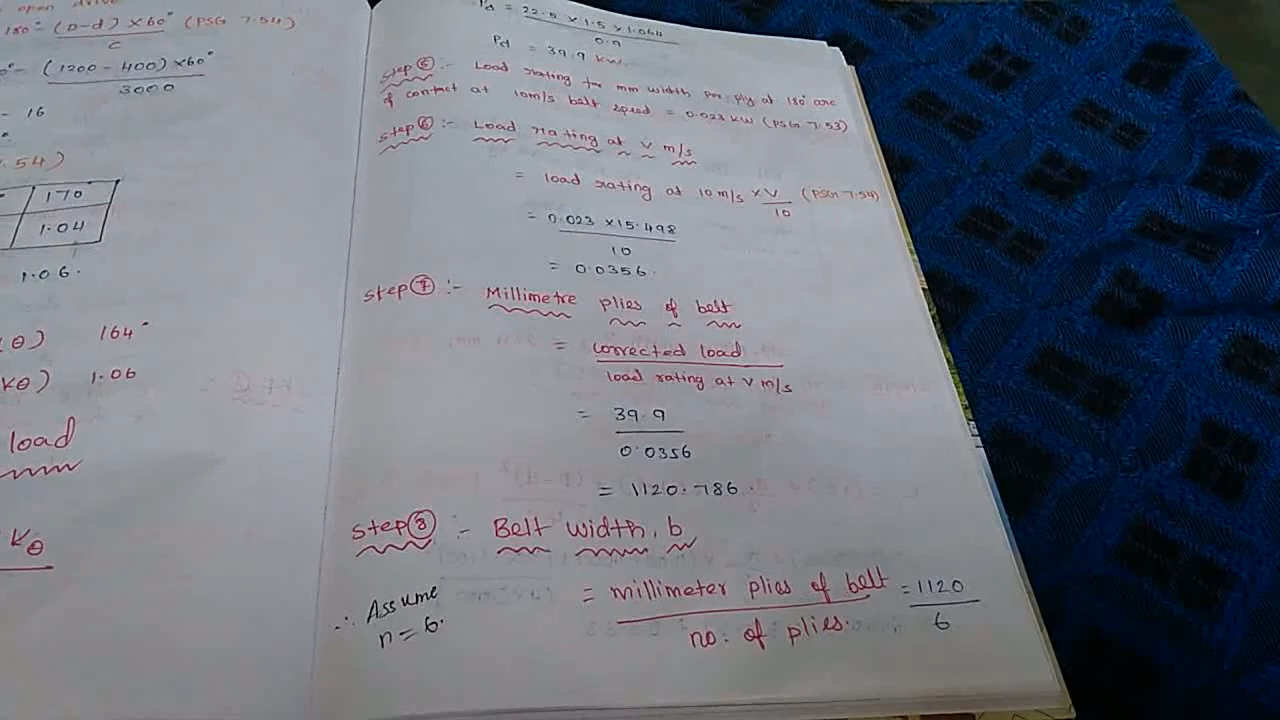 open drive
180° - (D-d) × 60° (PSG 7.54)
C
0° - (1200 - 400) × 60°
3000
- 16
.54)
170
1.04
1.06.
θ) 164°
Kθ) 1.06
load
Kθ
Pd = 22.5 × 1.5 × 1.064
0.9
Pd = 39.9 KW.
Step ⑤ :- Load rating for mm width per ply at 180° arc
of contact at 10m/s belt speed = 0.023 KW (PSG 7.53)
Step ⑥ :- Load rating at V m/s
= load rating at 10 m/s × V (PSG 7.54)
10
= 0.023 × 15.498
10
= 0.0356.
Step ⑦ :- Millimetre plies of belt
= corrected load
load rating at V m/s
= 39.9
0.0356
= 1120.786.
Step ⑧ :- Belt width, b
∴ Assume
n = 6.
= millimeter plies of belt = 1120
no: of plies. 6